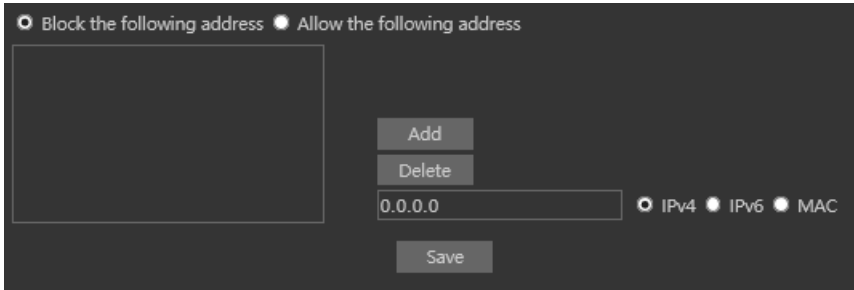 Block the following address Allow the following address
Add
Delete
0.0.0.0 IPv4 IPv6 MAC
Save